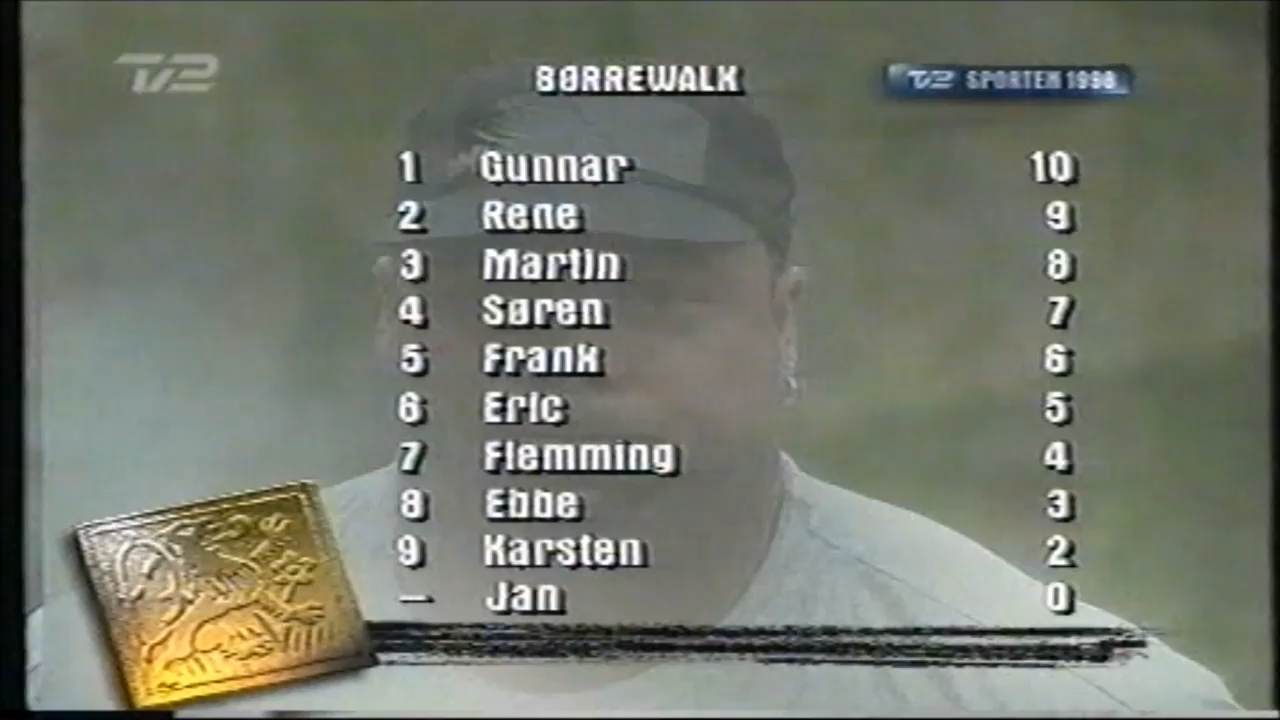 TV2
BØRREWALK
TV2 SPORTEN 1998
1 Gunnar 10
2 Rene 9
3 Martin 8
4 Søren 7
5 Frank 6
6 Eric 5
7 Flemming 4
8 Ebbe 3
9 Karsten 2
– Jan 0